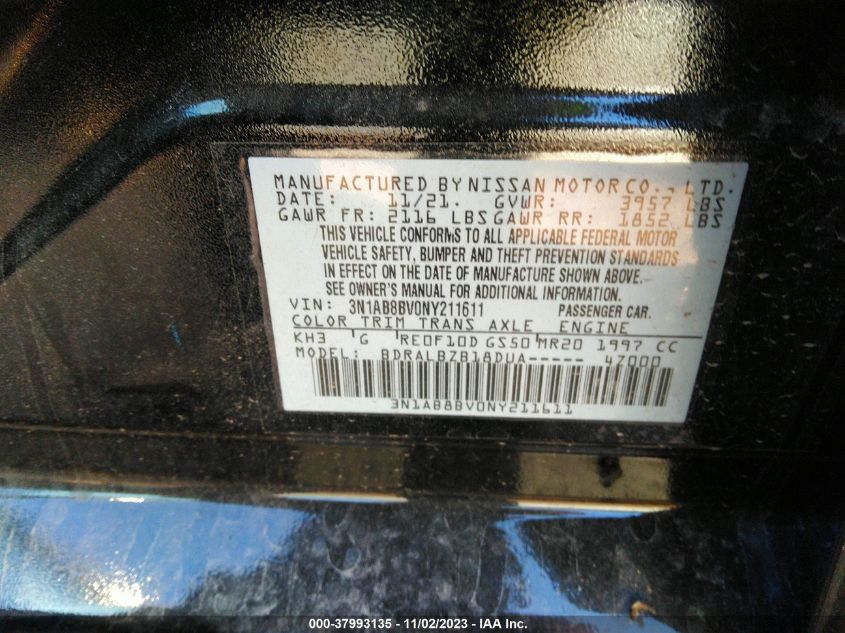 MANUFACTURED BY NISSAN MOTOR CO., LTD.
DATE: 11/21. GVWR: 3957 LBS
GAWR FR: 2116 LBS GAWR RR: 1852 LBS
THIS VEHICLE CONFORMS TO ALL APPLICABLE FEDERAL MOTOR
VEHICLE SAFETY, BUMPER AND THEFT PREVENTION STANDARDS
IN EFFECT ON THE DATE OF MANUFACTURE SHOWN ABOVE.
SEE OWNER'S MANUAL FOR ADDITIONAL INFORMATION.
VIN: 3N1AB8BV0NY211611 PASSENGER CAR.
COLOR TRIM TRANS AXLE ENGINE
KH3 G RE0F10D GS50 MR20 1997 CC
MODEL: BDRALBZB18DUA----- 47000
3N1AB8BV0NY211611
000-37993135 - 11/02/2023 - IAA Inc.